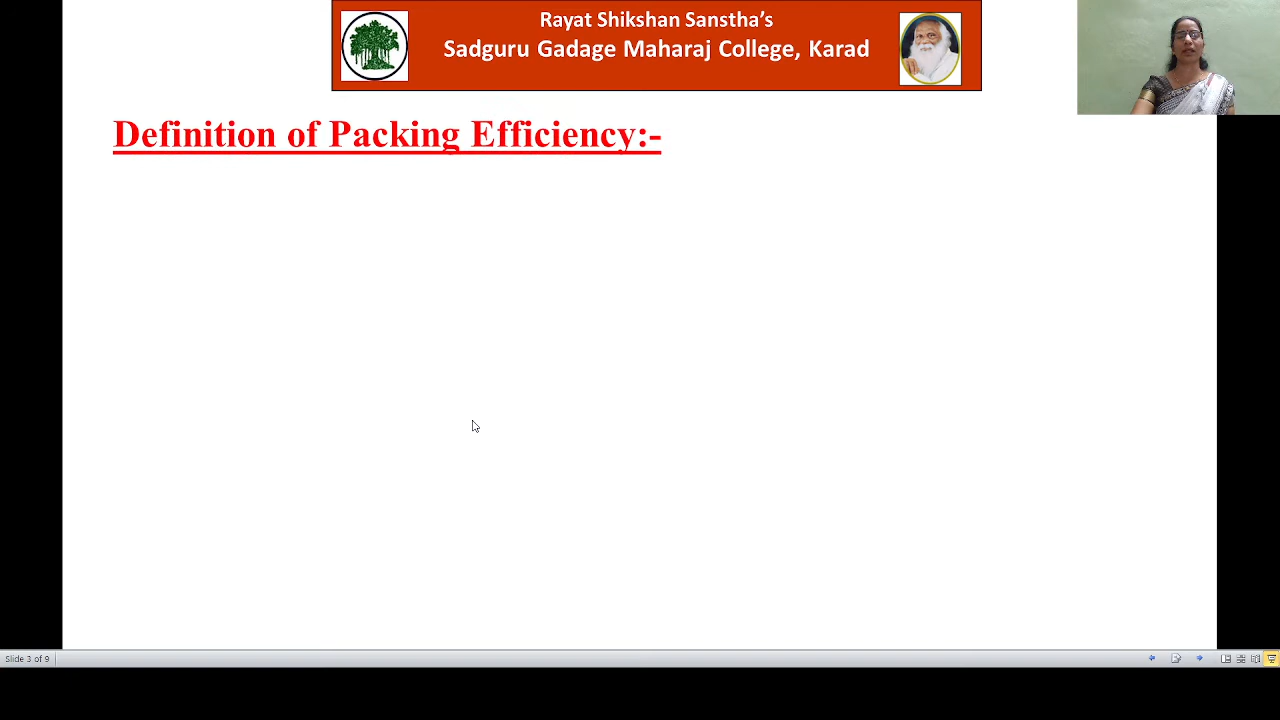 Rayat Shikshan Sanstha’s
Sadguru Gadage Maharaj College, Karad
Definition of Packing Efficiency:-
Slide 3 of 9